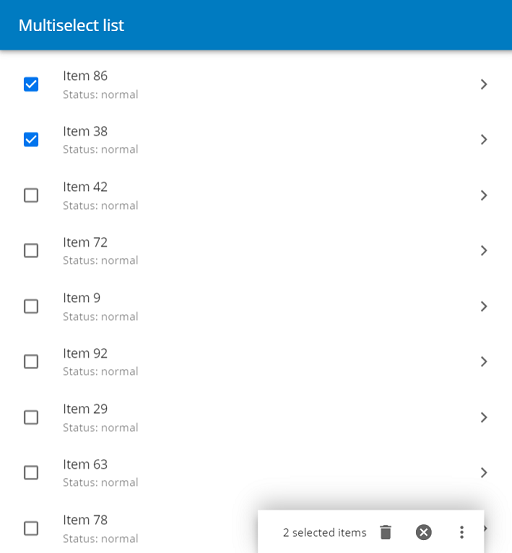 Multiselect list
Item 86
Status: normal
Item 38
Status: normal
Item 42
Status: normal
Item 72
Status: normal
Item 9
Status: normal
Item 92
Status: normal
Item 29
Status: normal
Item 63
Status: normal
Item 78
Status: normal
2 selected items